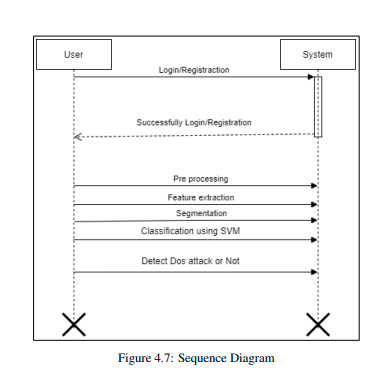 User
System
Login/Registraction
Successfully Login/Registration
Pre processing
Feature extraction
Segmentation
Classification using SVM
Detect Dos attack or Not
Figure 4.7: Sequence Diagram